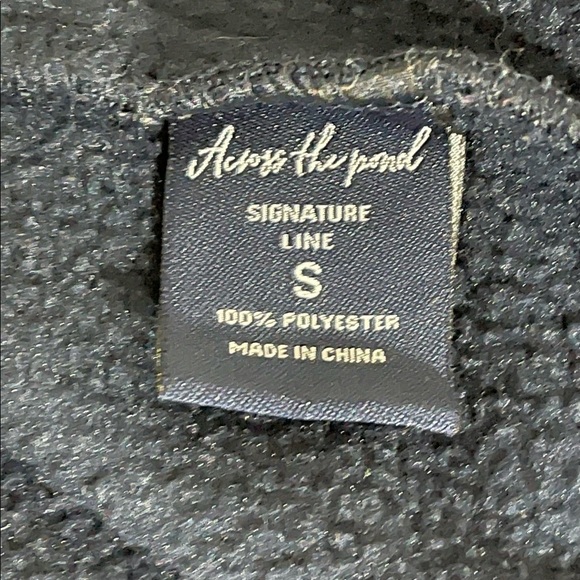 Across the pond
SIGNATURE
LINE
S
100% POLYESTER
MADE IN CHINA